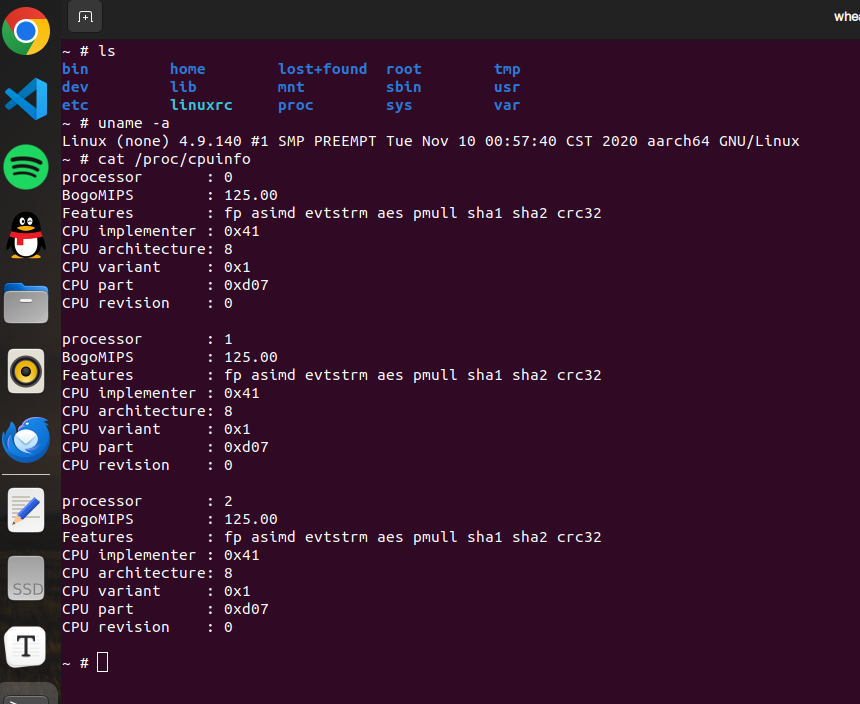 whea
~ # ls
bin home lost+found root tmp
dev lib mnt sbin usr
etc linuxrc proc sys var
~ # uname -a
Linux (none) 4.9.140 #1 SMP PREEMPT Tue Nov 10 00:57:40 CST 2020 aarch64 GNU/Linux
~ # cat /proc/cpuinfo
processor : 0
BogoMIPS : 125.00
Features : fp asimd evtstrm aes pmull sha1 sha2 crc32
CPU implementer : 0x41
CPU architecture: 8
CPU variant : 0x1
CPU part : 0xd07
CPU revision : 0
processor : 1
BogoMIPS : 125.00
Features : fp asimd evtstrm aes pmull sha1 sha2 crc32
CPU implementer : 0x41
CPU architecture: 8
CPU variant : 0x1
CPU part : 0xd07
CPU revision : 0
processor : 2
BogoMIPS : 125.00
Features : fp asimd evtstrm aes pmull sha1 sha2 crc32
CPU implementer : 0x41
CPU architecture: 8
CPU variant : 0x1
CPU part : 0xd07
CPU revision : 0
SSD
T
~ #